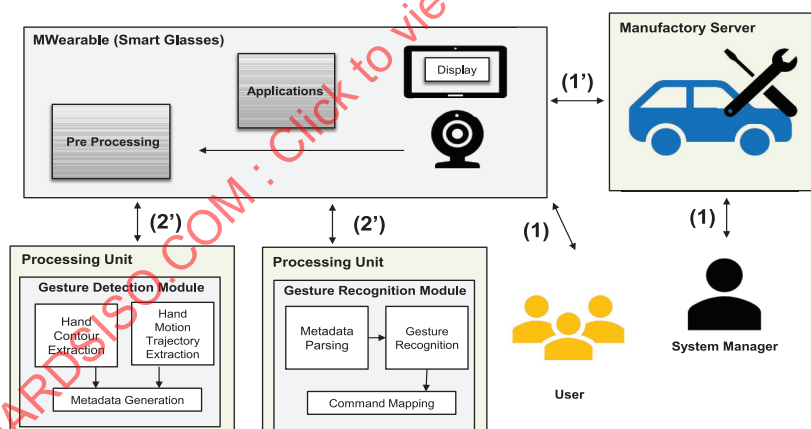 MWearable (Smart Glasses)
Manufactory Server
Display
Applications
Pre Processing
(1')
(2')
(2')
(1)
(1)
Processing Unit
Gesture Detection Module
Hand
Contour
Extraction
Hand
Motion
Trajectory
Extraction
Metadata Generation
Processing Unit
Gesture Recognition Module
Metadata
Parsing
Gesture
Recognition
Command Mapping
User
System Manager
ARDSISO.COM : Click to vie